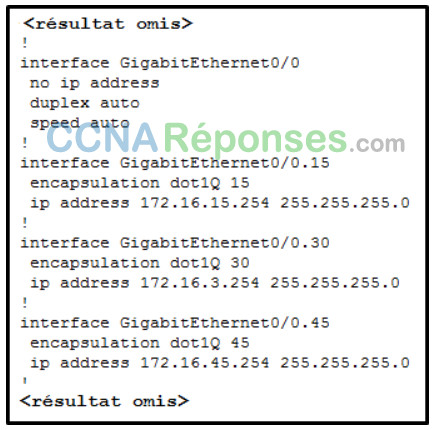 <résultat omis>
!
interface GigabitEthernet0/0
no ip address
duplex auto
speed auto
!
CCNARéponses.com
interface GigabitEthernet0/0.15
encapsulation dot1Q 15
ip address 172.16.15.254 255.255.255.0
!
interface GigabitEthernet0/0.30
encapsulation dot1Q 30
ip address 172.16.3.254 255.255.255.0
!
interface GigabitEthernet0/0.45
encapsulation dot1Q 45
ip address 172.16.45.254 255.255.255.0
!
<résultat omis>